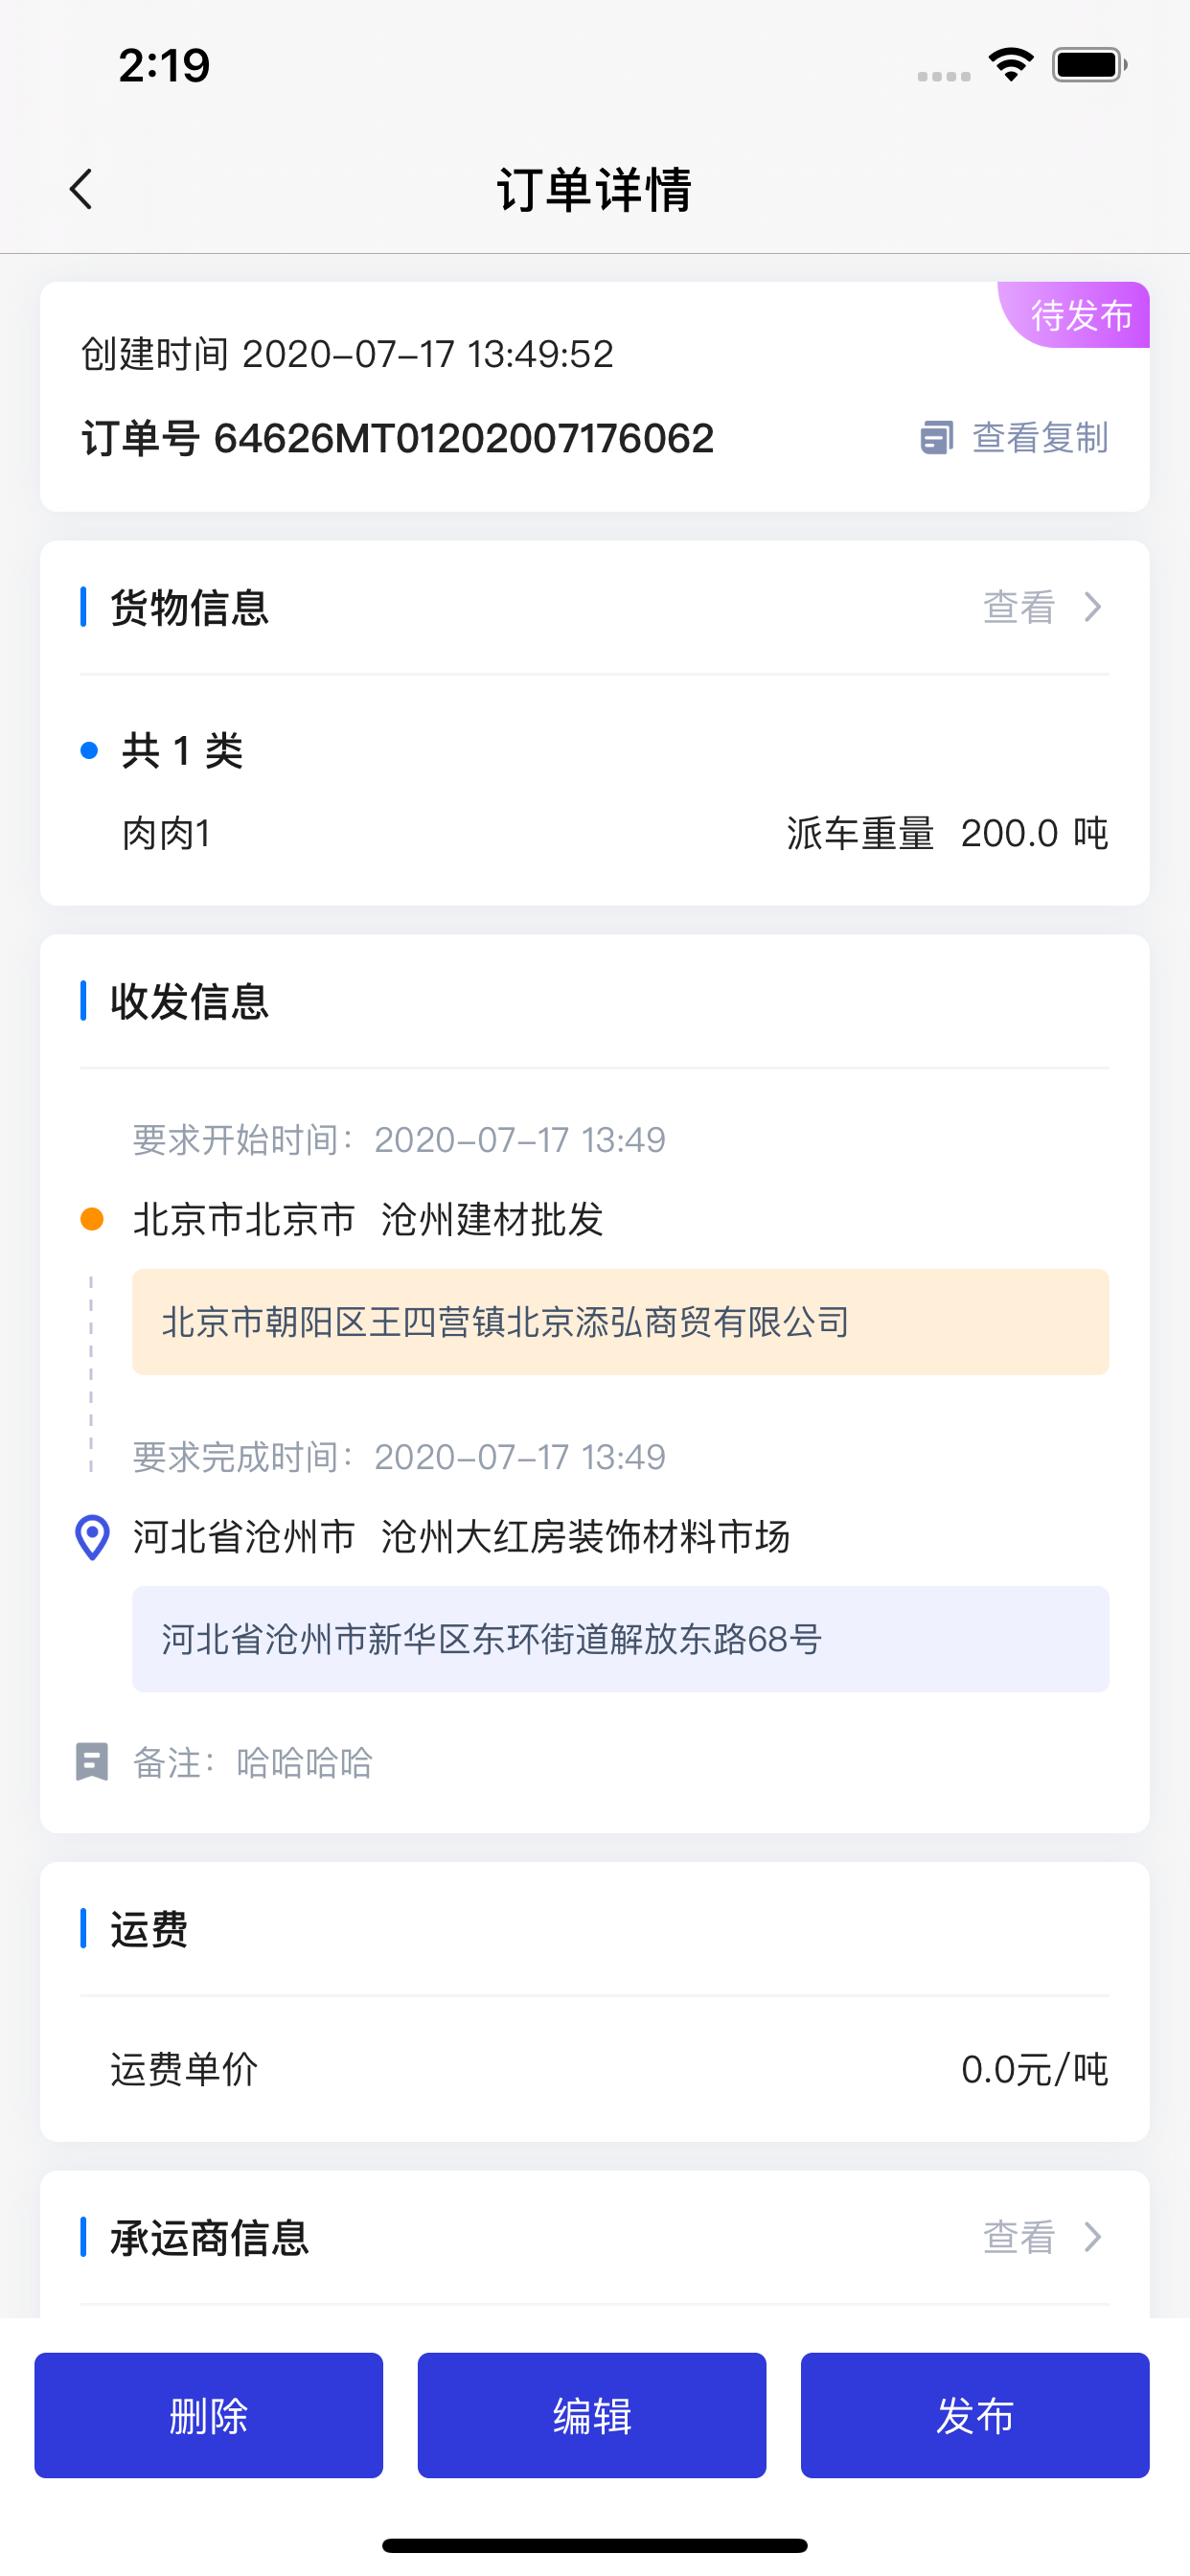 2:19
订单详情
待发布
创建时间 2020-07-17 13:49:52
订单号 64626MT01202007176062 查看复制
货物信息 查看
共 1 类
肉肉1 派车重量 200.0 吨
收发信息
要求开始时间：2020-07-17 13:49
北京市北京市 沧州建材批发
北京市朝阳区王四营镇北京添弘商贸有限公司
要求完成时间：2020-07-17 13:49
河北省沧州市 沧州大红房装饰材料市场
河北省沧州市新华区东环街道解放东路68号
备注：哈哈哈哈
运费
运费单价 0.0元/吨
承运商信息 查看
删除 编辑 发布